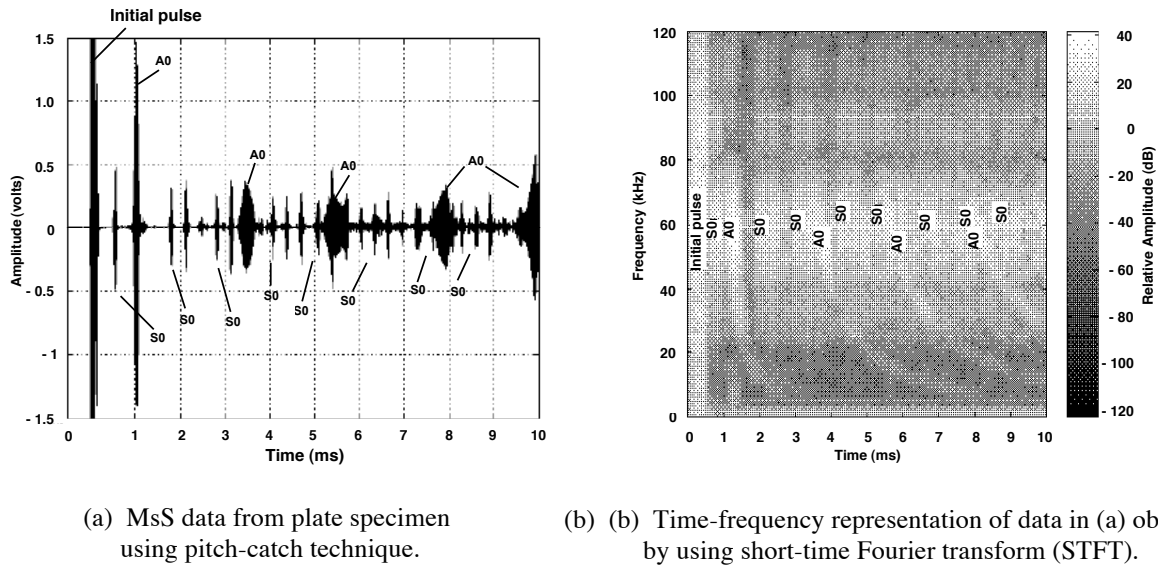 Initial pulse
1.5
1.0
0.5
0
- 0.5
- 1
- 1.5
Amplitude (volts)
A0
A0
A0
A0
S0
S0
S0
S0
S0
S0
S0
S0
S0
0 1 2 3 4 5 6 7 8 9 10
Time (ms)
120
100
80
60
40
20
0
Frequency (kHz)
Initial pulse
S0
A0
S0
S0
A0
S0
S0
A0
S0
S0
A0
S0
0 1 2 3 4 5 6 7 8 9 10
Time (ms)
40
20
0
- 20
- 40
- 60
- 80
- 100
- 120
Relative Amplitude (dB)
(a) MsS data from plate specimen
using pitch-catch technique.
(b) (b) Time-frequency representation of data in (a) ob
by using short-time Fourier transform (STFT).